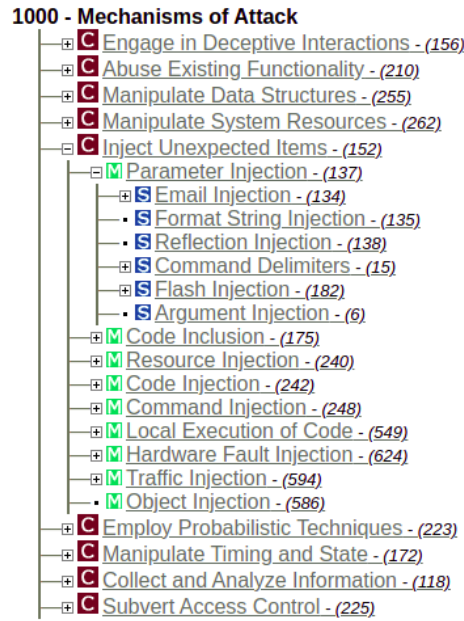 1000 - Mechanisms of Attack
C Engage in Deceptive Interactions - (156)
C Abuse Existing Functionality - (210)
C Manipulate Data Structures - (255)
C Manipulate System Resources - (262)
C Inject Unexpected Items - (152)
M Parameter Injection - (137)
S Email Injection - (134)
S Format String Injection - (135)
S Reflection Injection - (138)
S Command Delimiters - (15)
S Flash Injection - (182)
S Argument Injection - (6)
M Code Inclusion - (175)
M Resource Injection - (240)
M Code Injection - (242)
M Command Injection - (248)
M Local Execution of Code - (549)
M Hardware Fault Injection - (624)
M Traffic Injection - (594)
M Object Injection - (586)
C Employ Probabilistic Techniques - (223)
C Manipulate Timing and State - (172)
C Collect and Analyze Information - (118)
C Subvert Access Control - (225)